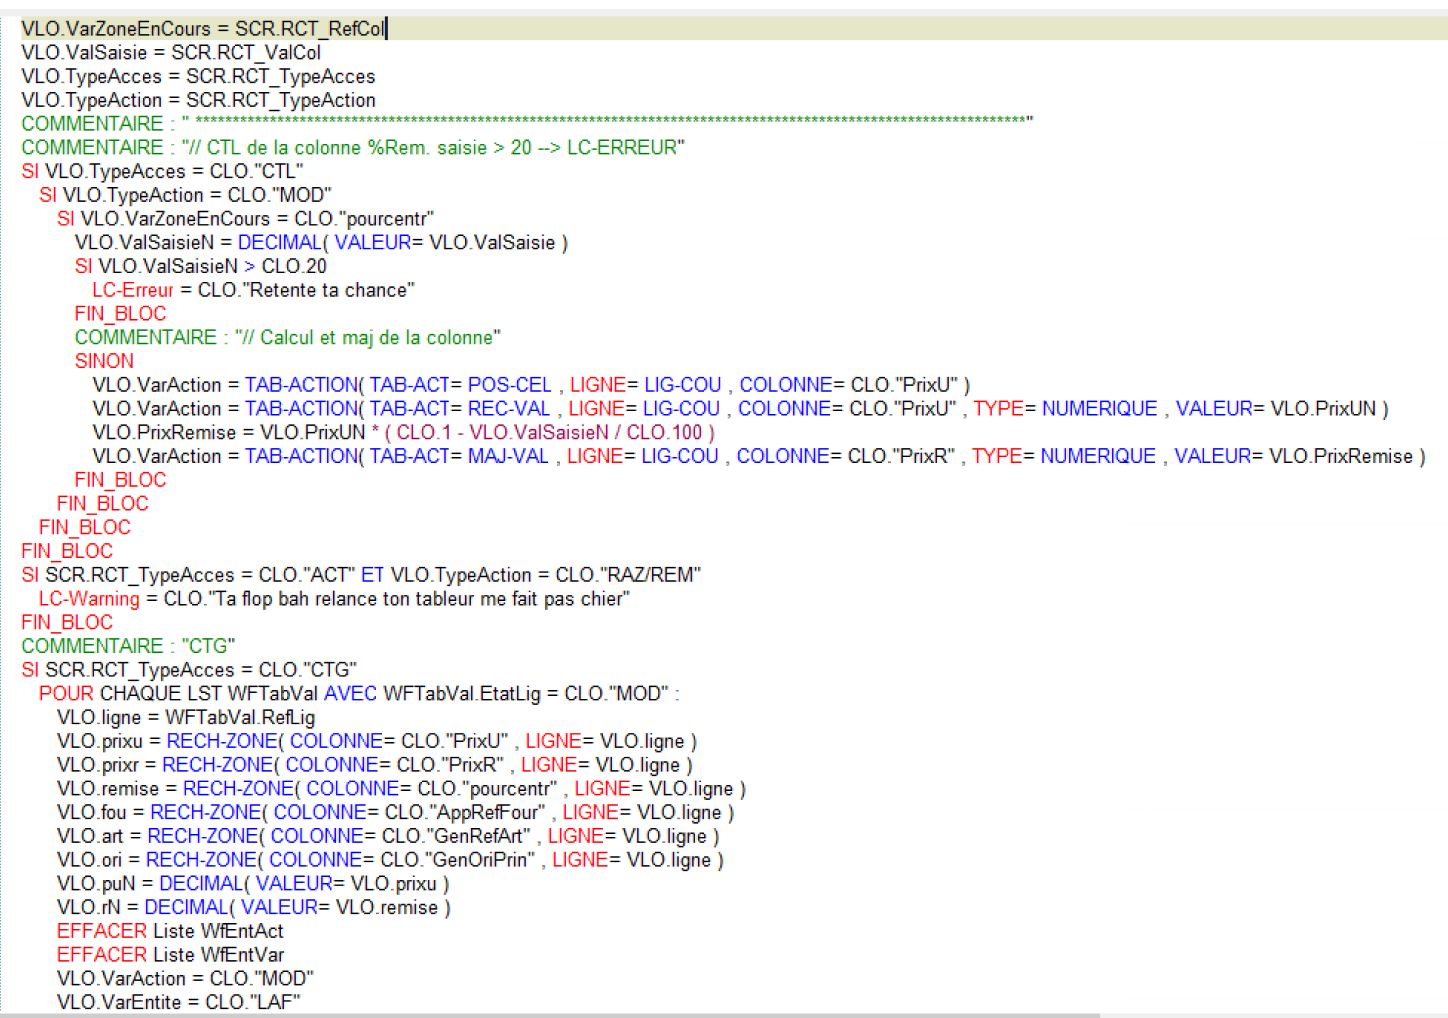 VLO.VarZoneEnCours = SCR.RCT_RefCol
VLO.ValSaisie = SCR.RCT_ValCol
VLO.TypeAcces = SCR.RCT_TypeAcces
VLO.TypeAction = SCR.RCT_TypeAction
COMMENTAIRE : " ******************************************************************************************************************"
COMMENTAIRE : "// CTL de la colonne %Rem. saisie > 20 --> LC-ERREUR"
SI VLO.TypeAcces = CLO."CTL"
SI VLO.TypeAction = CLO."MOD"
SI VLO.VarZoneEnCours = CLO."pourcentr"
VLO.ValSaisieN = DECIMAL( VALEUR= VLO.ValSaisie )
SI VLO.ValSaisieN > CLO.20
LC-Erreur = CLO."Retente ta chance"
FIN_BLOC
COMMENTAIRE : "// Calcul et maj de la colonne"
SINON
VLO.VarAction = TAB-ACTION( TAB-ACT= POS-CEL , LIGNE= LIG-COU , COLONNE= CLO."PrixU" )
VLO.VarAction = TAB-ACTION( TAB-ACT= REC-VAL , LIGNE= LIG-COU , COLONNE= CLO."PrixU" , TYPE= NUMERIQUE , VALEUR= VLO.PrixUN )
VLO.PrixRemise = VLO.PrixUN * ( CLO.1 - VLO.ValSaisieN / CLO.100 )
VLO.VarAction = TAB-ACTION( TAB-ACT= MAJ-VAL , LIGNE= LIG-COU , COLONNE= CLO."PrixR" , TYPE= NUMERIQUE , VALEUR= VLO.PrixRemise )
FIN_BLOC
FIN_BLOC
FIN_BLOC
FIN_BLOC
SI SCR.RCT_TypeAcces = CLO."ACT" ET VLO.TypeAction = CLO."RAZ/REM"
LC-Warning = CLO."Ta flop bah relance ton tableur me fait pas chier"
FIN_BLOC
COMMENTAIRE : "CTG"
SI SCR.RCT_TypeAcces = CLO."CTG"
POUR CHAQUE LST WFTabVal AVEC WFTabVal.EtatLig = CLO."MOD" :
VLO.ligne = WFTabVal.RefLig
VLO.prixu = RECH-ZONE( COLONNE= CLO."PrixU" , LIGNE= VLO.ligne )
VLO.prixr = RECH-ZONE( COLONNE= CLO."PrixR" , LIGNE= VLO.ligne )
VLO.remise = RECH-ZONE( COLONNE= CLO."pourcentr" , LIGNE= VLO.ligne )
VLO.fou = RECH-ZONE( COLONNE= CLO."AppRefFour" , LIGNE= VLO.ligne )
VLO.art = RECH-ZONE( COLONNE= CLO."GenRefArt" , LIGNE= VLO.ligne )
VLO.ori = RECH-ZONE( COLONNE= CLO."GenOriPrin" , LIGNE= VLO.ligne )
VLO.puN = DECIMAL( VALEUR= VLO.prixu )
VLO.rN = DECIMAL( VALEUR= VLO.remise )
EFFACER Liste WfEntAct
EFFACER Liste WfEntVar
VLO.VarAction = CLO."MOD"
VLO.VarEntite = CLO."LAF"